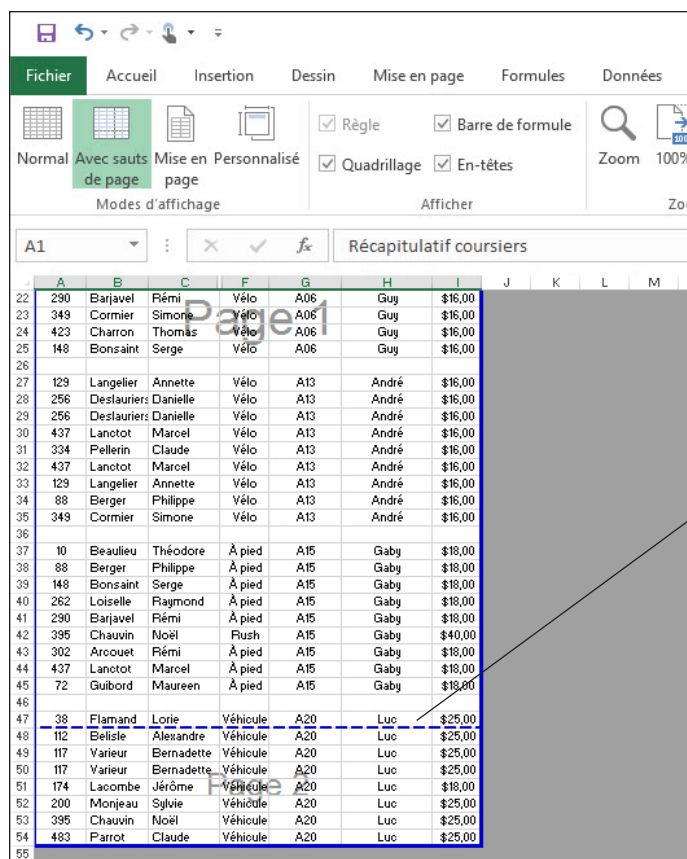 Fichier Accueil Insertion Dessin Mise en page Formules Données
Normal Avec sauts de page Mise en page Personnalisé
Règle Barre de formule
Quadrillage En-têtes
Zoom 100%
100
Modes d'affichage Afficher Zo
A1 fx Récapitulatif coursiers
A B C F G H I J K L M
22 290 Barjavel Rémi Vélo A06 Guy $16,00
23 349 Cormier Simone Vélo A06 Guy $16,00
Page 1
24 423 Charron Thomas Vélo A06 Guy $16,00
25 148 Bonsaint Serge Vélo A06 Guy $16,00
26
27 129 Langelier Annette Vélo A13 André $16,00
28 256 Deslauriers Danielle Vélo A13 André $16,00
29 256 Deslauriers Danielle Vélo A13 André $16,00
30 437 Lanctot Marcel Vélo A13 André $16,00
31 334 Pellerin Claude Vélo A13 André $16,00
32 437 Lanctot Marcel Vélo A13 André $16,00
33 129 Langelier Annette Vélo A13 André $16,00
34 88 Berger Philippe Vélo A13 André $16,00
35 349 Cormier Simone Vélo A13 André $16,00
36
37 10 Beaulieu Théodore À pied A15 Gaby $18,00
38 88 Berger Philippe À pied A15 Gaby $18,00
39 148 Bonsaint Serge À pied A15 Gaby $18,00
40 262 Loiselle Raymond À pied A15 Gaby $18,00
41 290 Barjavel Rémi À pied A15 Gaby $18,00
42 395 Chauvin Noël Rush A15 Gaby $40,00
43 302 Arcouet Rémi À pied A15 Gaby $18,00
44 437 Lanctot Marcel À pied A15 Gaby $18,00
45 72 Guibord Maureen À pied A15 Gaby $18,00
46
47 38 Flamand Lorie Véhicule A20 Luc $25,00
48 112 Belisle Alexandre Véhicule A20 Luc $25,00
49 117 Varieur Bernadette Véhicule A20 Luc $25,00
50 117 Varieur Bernadette Véhicule A20 Luc $25,00
51 174 Lacombe Jérôme Véhicule A20 Luc $18,00
Page 2
52 200 Monjeau Sylvie Véhicule A20 Luc $25,00
53 395 Chauvin Noël Véhicule A20 Luc $25,00
54 483 Parrot Claude Véhicule A20 Luc $25,00
55